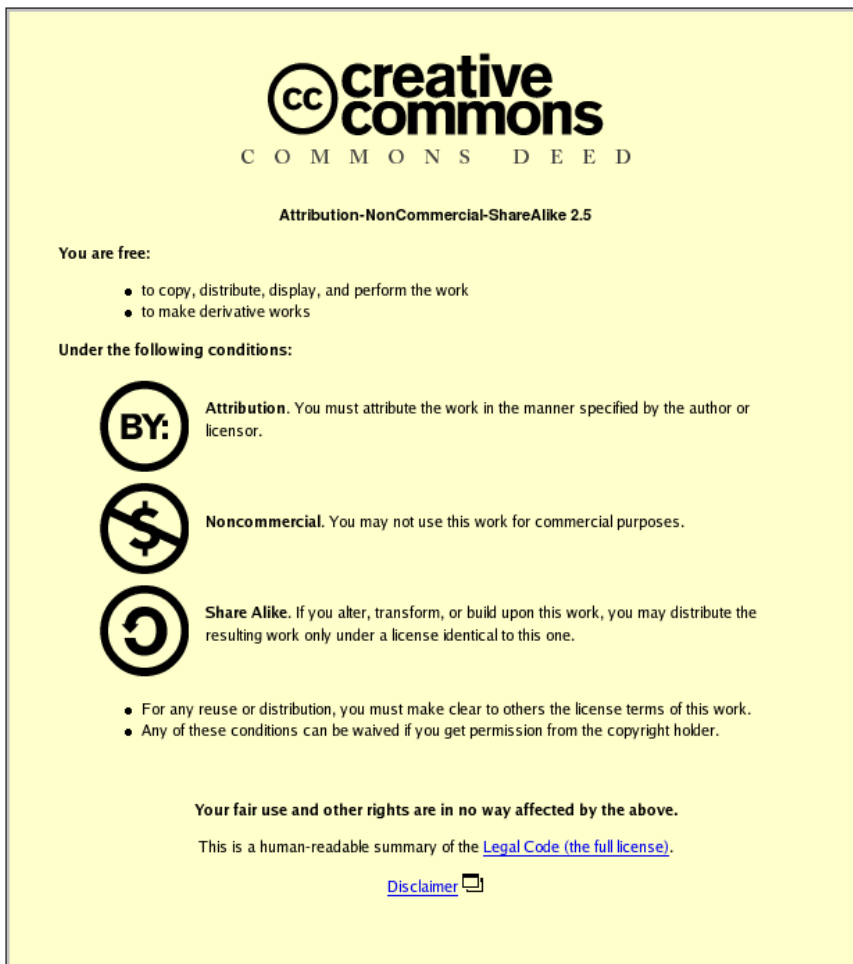 cc creative
commons
COMMONS DEED
Attribution-NonCommercial-ShareAlike 2.5
You are free:
• to copy, distribute, display, and perform the work
• to make derivative works
Under the following conditions:
BY:
Attribution. You must attribute the work in the manner specified by the author or
licensor.
$
Noncommercial. You may not use this work for commercial purposes.
Share Alike. If you alter, transform, or build upon this work, you may distribute the
resulting work only under a license identical to this one.
• For any reuse or distribution, you must make clear to others the license terms of this work.
• Any of these conditions can be waived if you get permission from the copyright holder.
Your fair use and other rights are in no way affected by the above.
This is a human-readable summary of the Legal Code (the full license).
Disclaimer